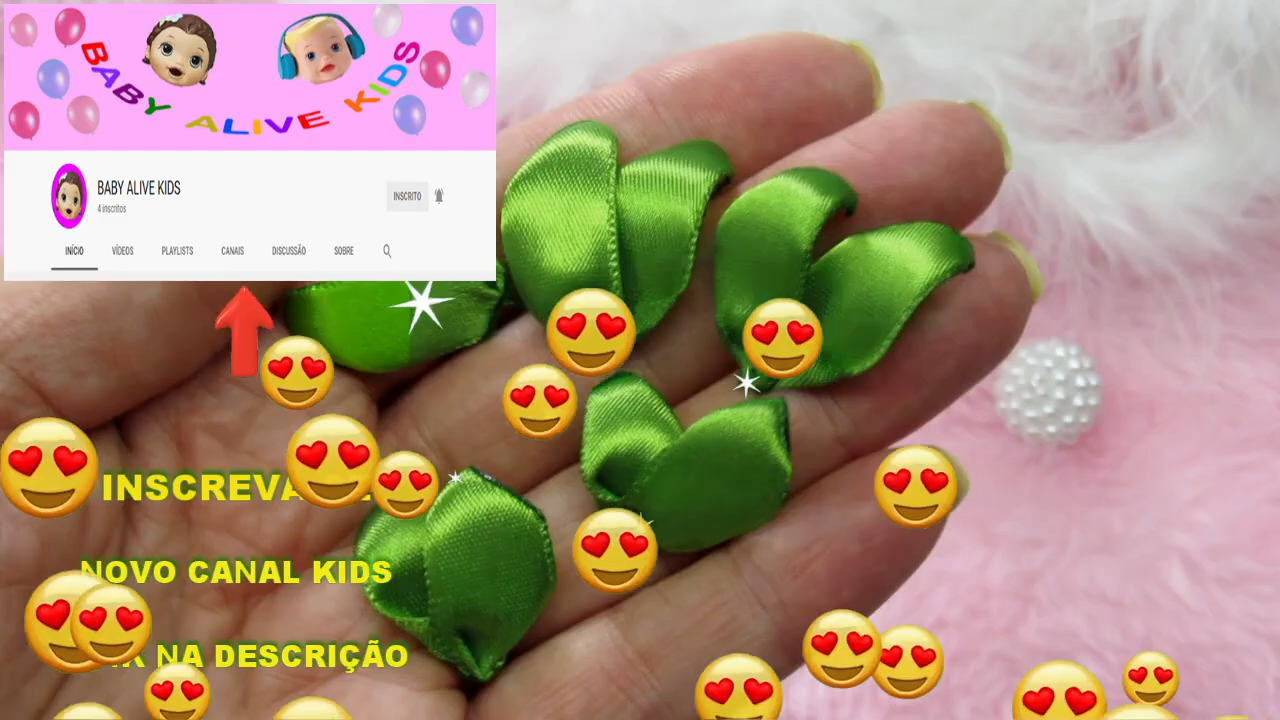 BABY ALIVE KIDS
BABY ALIVE KIDS
4 inscritos
INSCRITO
INÍCIO VÍDEOS PLAYLISTS CANAIS DISCUSSÃO SOBRE
NOVO CANAL KIDS
NA DESCRIÇÃO